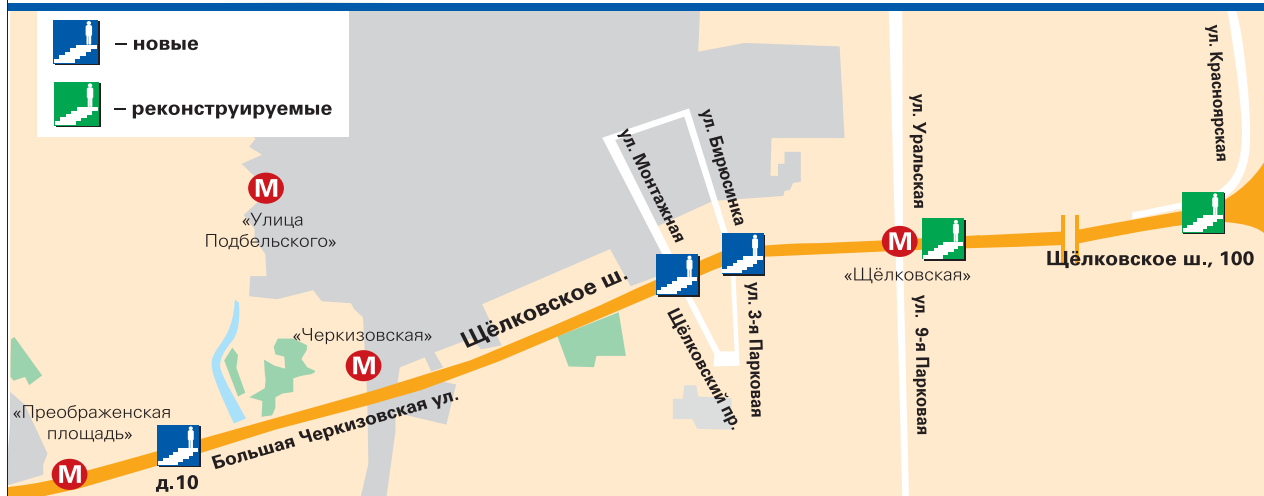 – новые
– реконструируемые
М
«Улица
Подбельского»
«Черкизовская»
М
«Преображенская
площадь»
М
д.10
Большая Черкизовская ул.
Щёлковское ш.
ул. Монтажная
ул. Бирюсинка
Щёлковский пр.
ул. 3-я Парковая
ул. Уральская
М
«Щёлковская»
ул. 9-я Парковая
ул. Красноярская
Щёлковское ш., 100